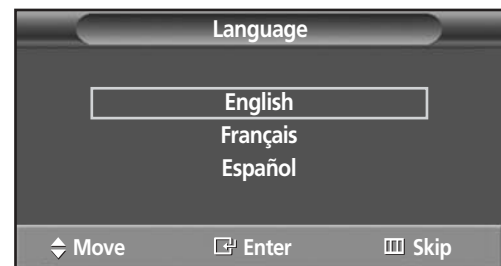 Language
English
Français
Español
Move Enter Skip